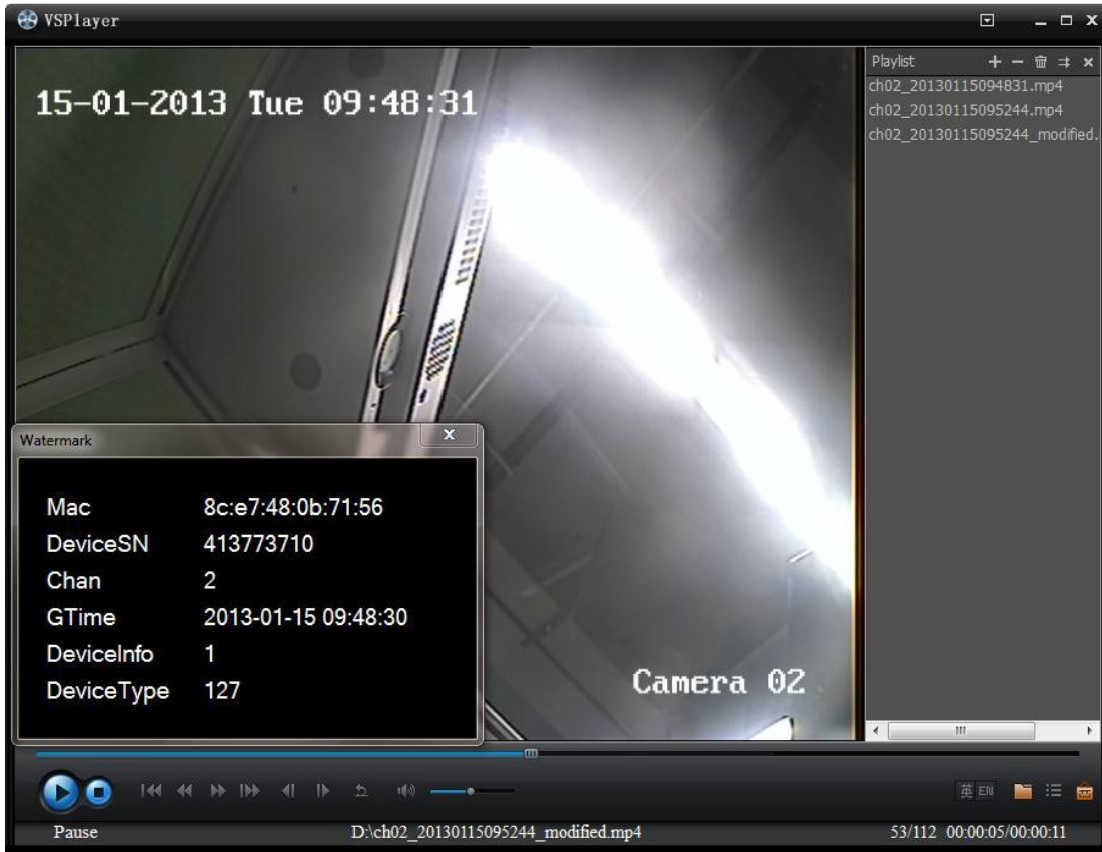 VSPlayer
15-01-2013 Tue 09:48:31
Playlist
ch02_20130115094831.mp4
ch02_20130115095244.mp4
ch02_20130115095244_modified.
Watermark
Mac 8c:e7:48:0b:71:56
DeviceSN 413773710
Chan 2
GTime 2013-01-15 09:48:30
DeviceInfo 1
DeviceType 127
Camera 02
英 EN
Pause D:\ch02_20130115095244_modified.mp4 53/112 00:00:05/00:00:11